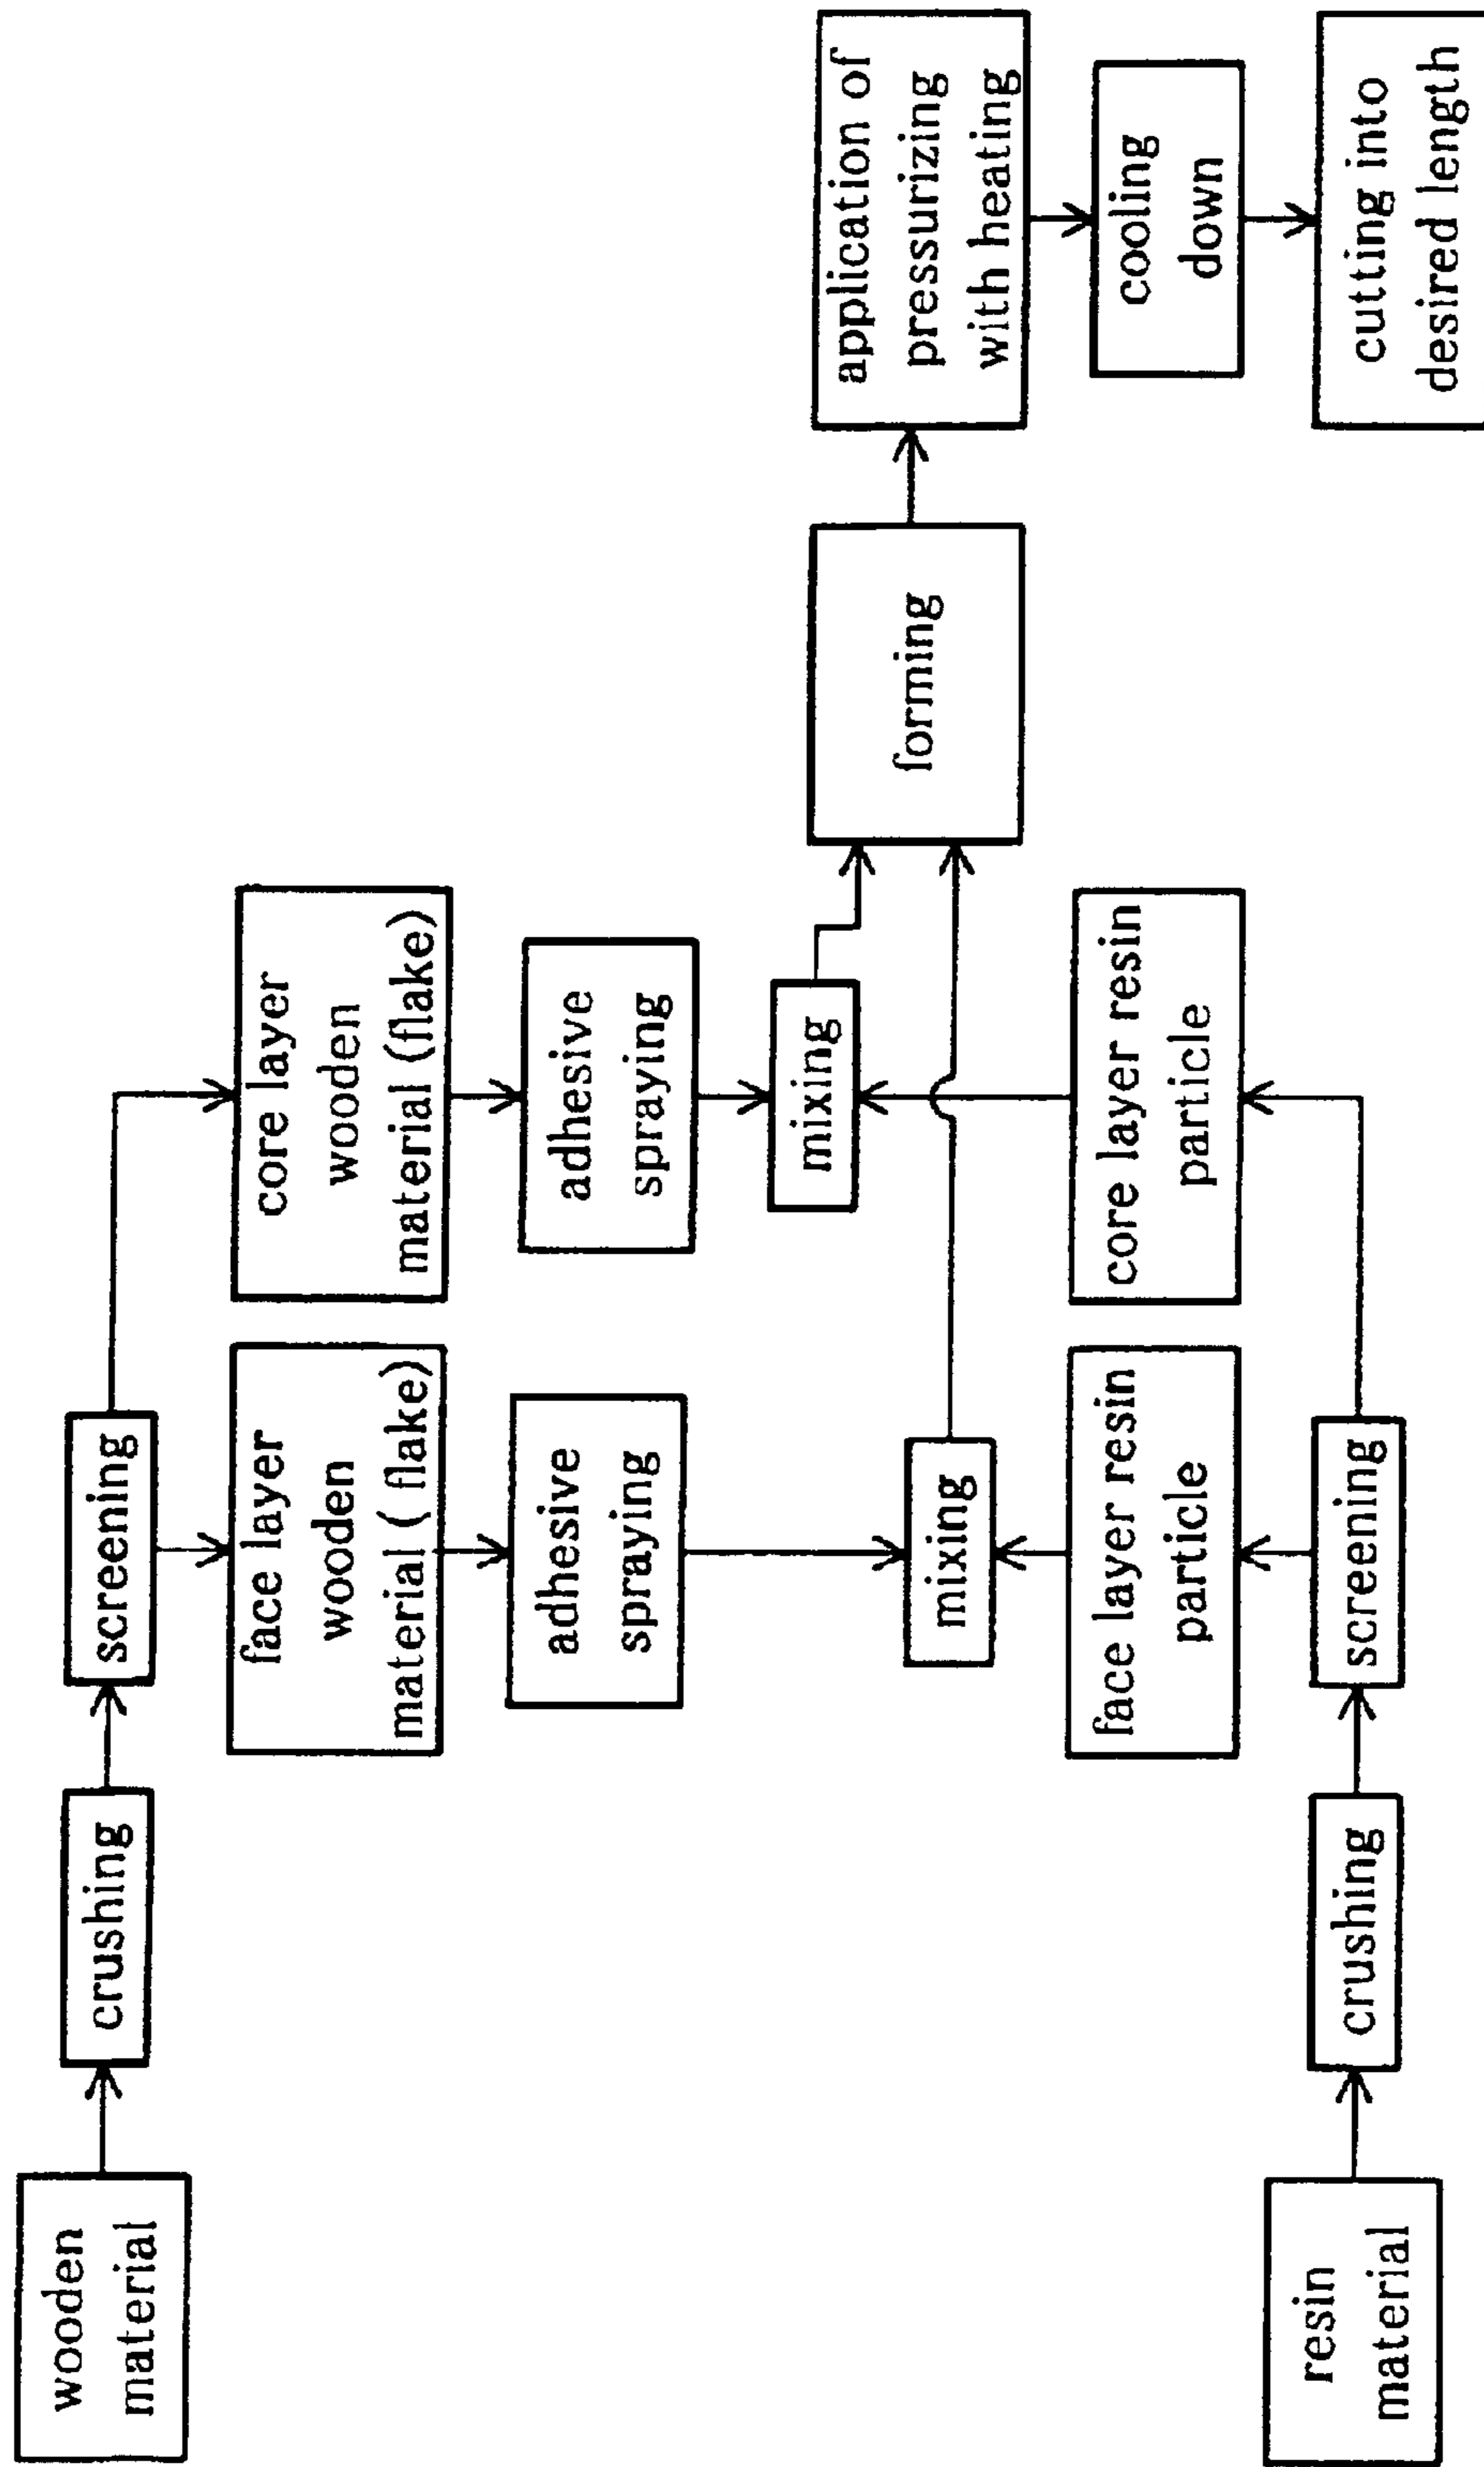 wooden
material
crushing
screening
face layer
wooden
material ( flake)
adhesive
spraying
mixing
core layer
wooden
material (flake)
adhesive
spraying
mixing
resin
material
crushing
screening
face layer resin
particle
core layer resin
particle
forming
application of
pressurizing
with heating
cooling
down
cutting into
desired length